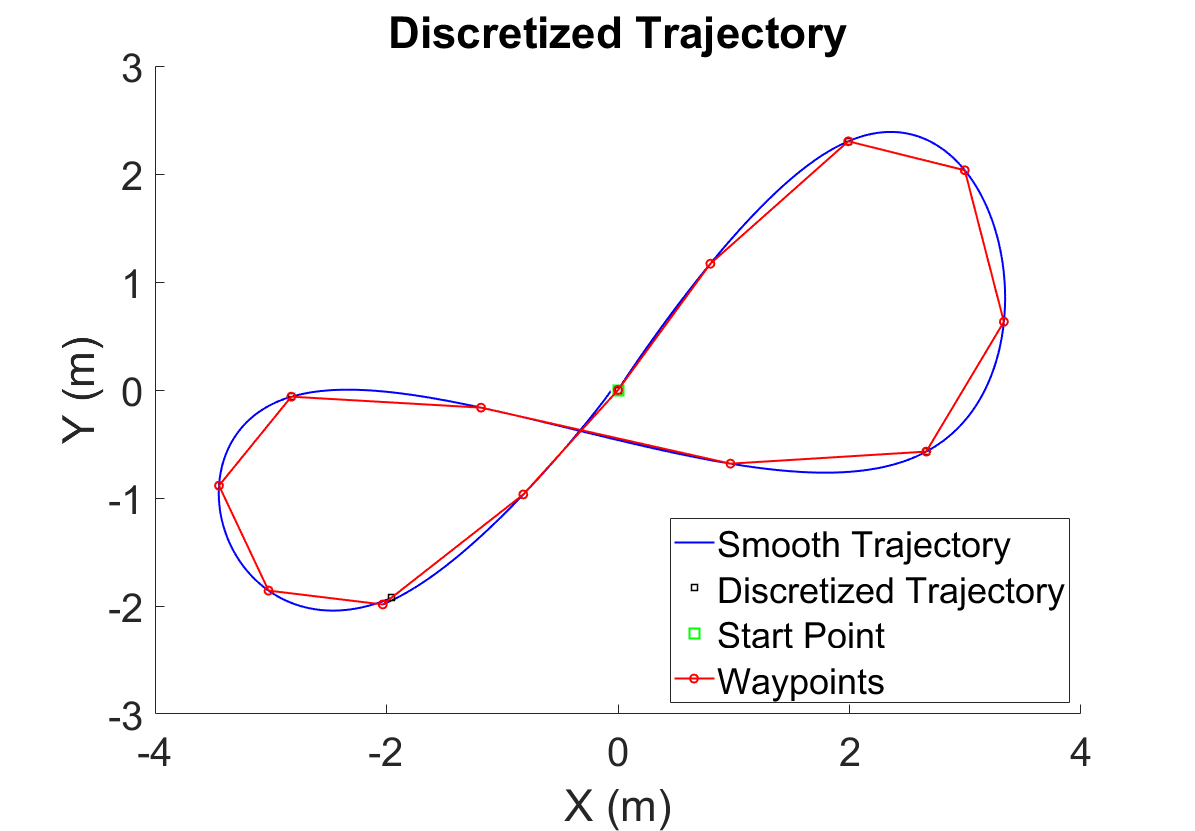 Discretized Trajectory
3
2
1
0
-1
-2
-3
Y (m)
-4
-2
0
2
4
X (m)
Smooth Trajectory
Discretized Trajectory
Start Point
Waypoints